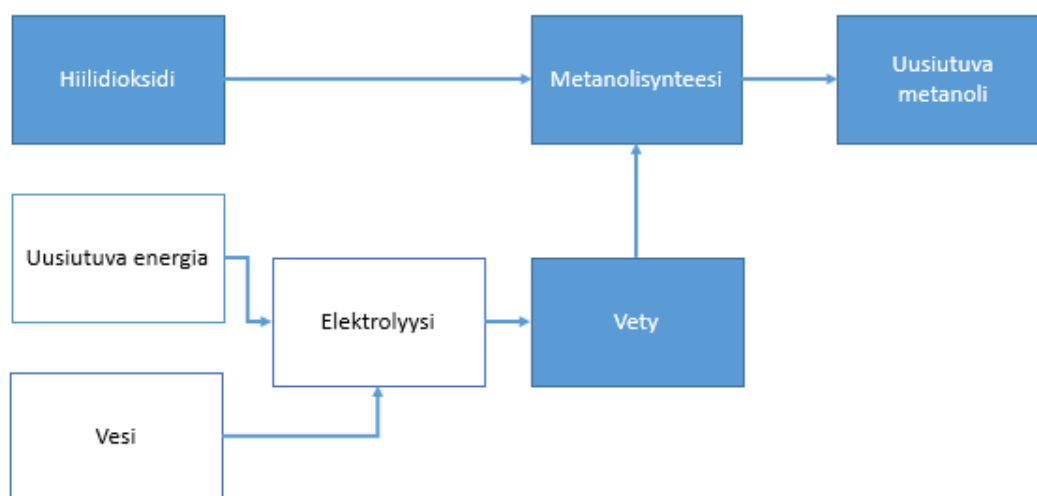 Hiilidioksidi
Metanolisynteesi
Uusiutuva
metanoli
Uusiutuva energia
Elektrolyysi
Vety
Vesi